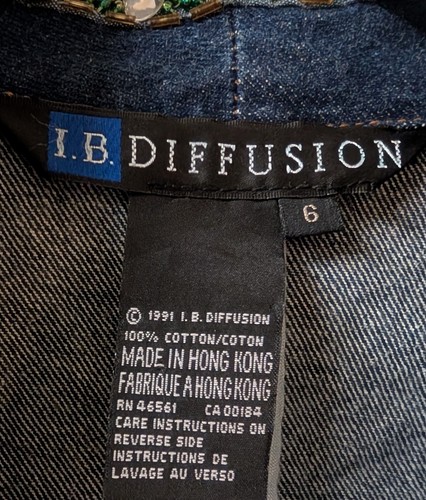 I.B. DIFFUSION
6
© 1991 I.B. DIFFUSION
100% COTTON/COTON
MADE IN HONG KONG
FABRIQUE A HONG KONG
RN 46561 CA 00184
CARE INSTRUCTIONS ON
REVERSE SIDE
INSTRUCTIONS DE
LAVAGE AU VERSO